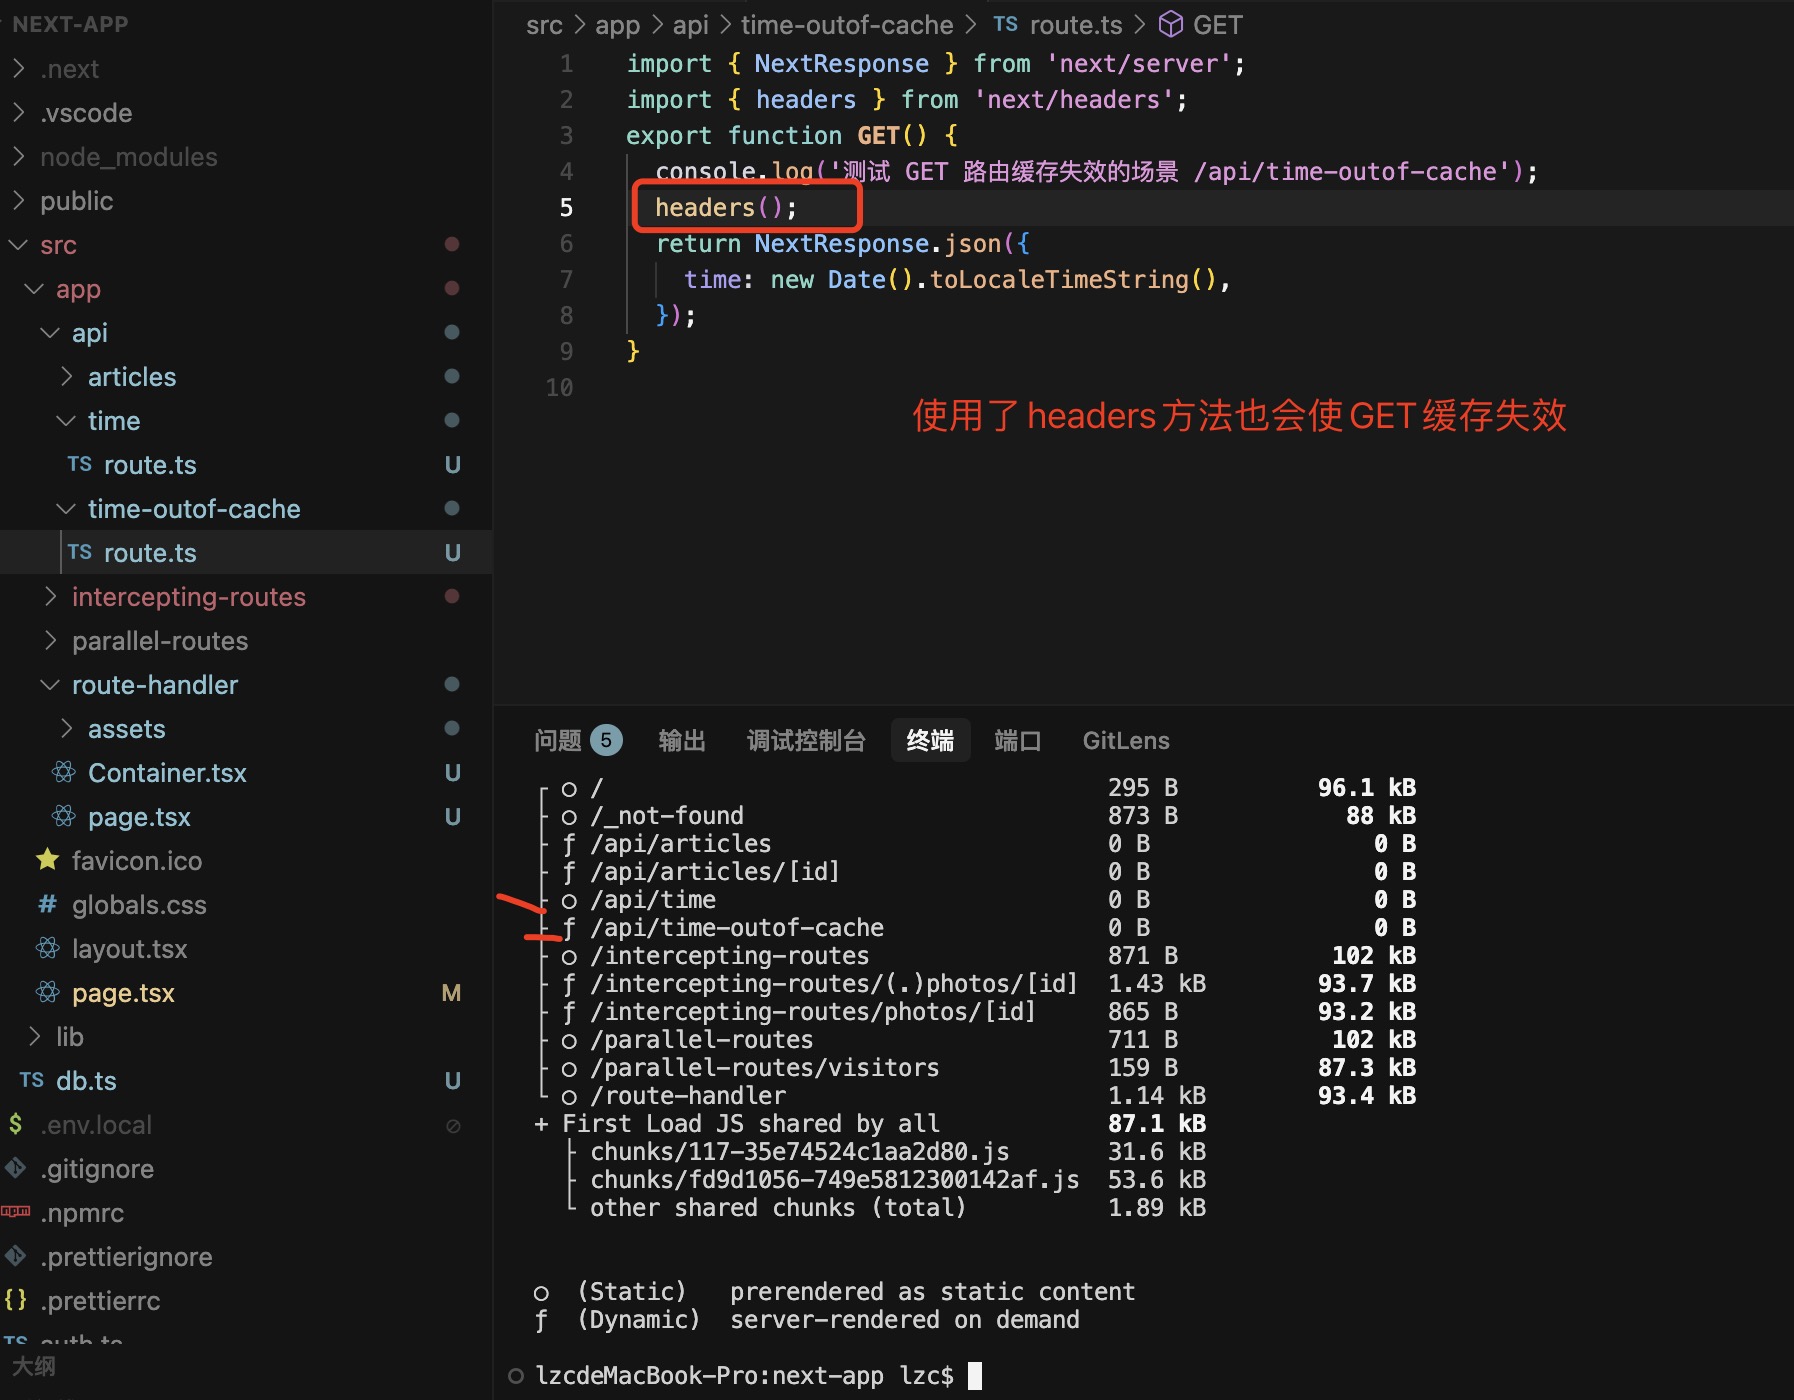 NEXT-APP
.next
.vscode
node_modules
public
src
app
api
articles
time
TS route.ts U
time-outof-cache
TS route.ts U
intercepting-routes
parallel-routes
route-handler
assets
Container.tsx U
page.tsx U
favicon.ico
# globals.css
layout.tsx
page.tsx M
lib
TS db.ts U
$ .env.local
.gitignore
.npmrc
.prettierignore
{} .prettierrc
TS auth.ts
大纲
src > app > api > time-outof-cache > TS route.ts > GET
1 import { NextResponse } from 'next/server';
2 import { headers } from 'next/headers';
3 export function GET() {
4 console.log('测试 GET 路由缓存失效的场景 /api/time-outof-cache');
5 headers();
6 return NextResponse.json({
7 time: new Date().toLocaleTimeString(),
8 });
9 }
10
使用了headers方法也会使GET缓存失效
问题 5 输出 调试控制台 终端 端口 GitLens
┌ ○ / 295 B 96.1 kB
├ ○ /_not-found 873 B 88 kB
├ ƒ /api/articles 0 B 0 B
├ ƒ /api/articles/[id] 0 B 0 B
├ ○ /api/time 0 B 0 B
├ ƒ /api/time-outof-cache 0 B 0 B
├ ○ /intercepting-routes 871 B 102 kB
├ ƒ /intercepting-routes/(.)photos/[id] 1.43 kB 93.7 kB
├ ƒ /intercepting-routes/photos/[id] 865 B 93.2 kB
├ ○ /parallel-routes 711 B 102 kB
├ ○ /parallel-routes/visitors 159 B 87.3 kB
└ ○ /route-handler 1.14 kB 93.4 kB
+ First Load JS shared by all 87.1 kB
├ chunks/117-35e74524c1aa2d80.js 31.6 kB
├ chunks/fd9d1056-749e5812300142af.js 53.6 kB
└ other shared chunks (total) 1.89 kB
○ (Static) prerendered as static content
ƒ (Dynamic) server-rendered on demand
lzcdeMacBook-Pro:next-app lzc$